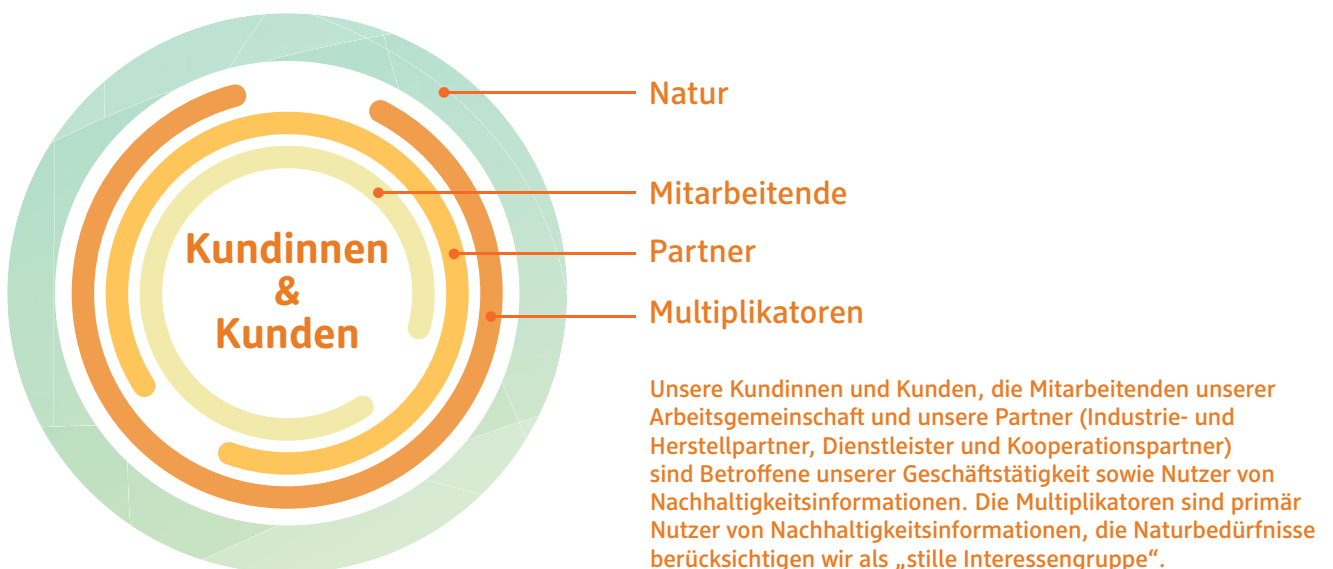 Kundinnen
&
Kunden
Natur
Mitarbeitende
Partner
Multiplikatoren
Unsere Kundinnen und Kunden, die Mitarbeitenden unserer
Arbeitsgemeinschaft und unsere Partner (Industrie- und
Herstellpartner, Dienstleister und Kooperationspartner)
sind Betroffene unserer Geschäftstätigkeit sowie Nutzer von
Nachhaltigkeitsinformationen. Die Multiplikatoren sind primär
Nutzer von Nachhaltigkeitsinformationen, die Naturbedürfnisse
berücksichtigen wir als „stille Interessengruppe“.